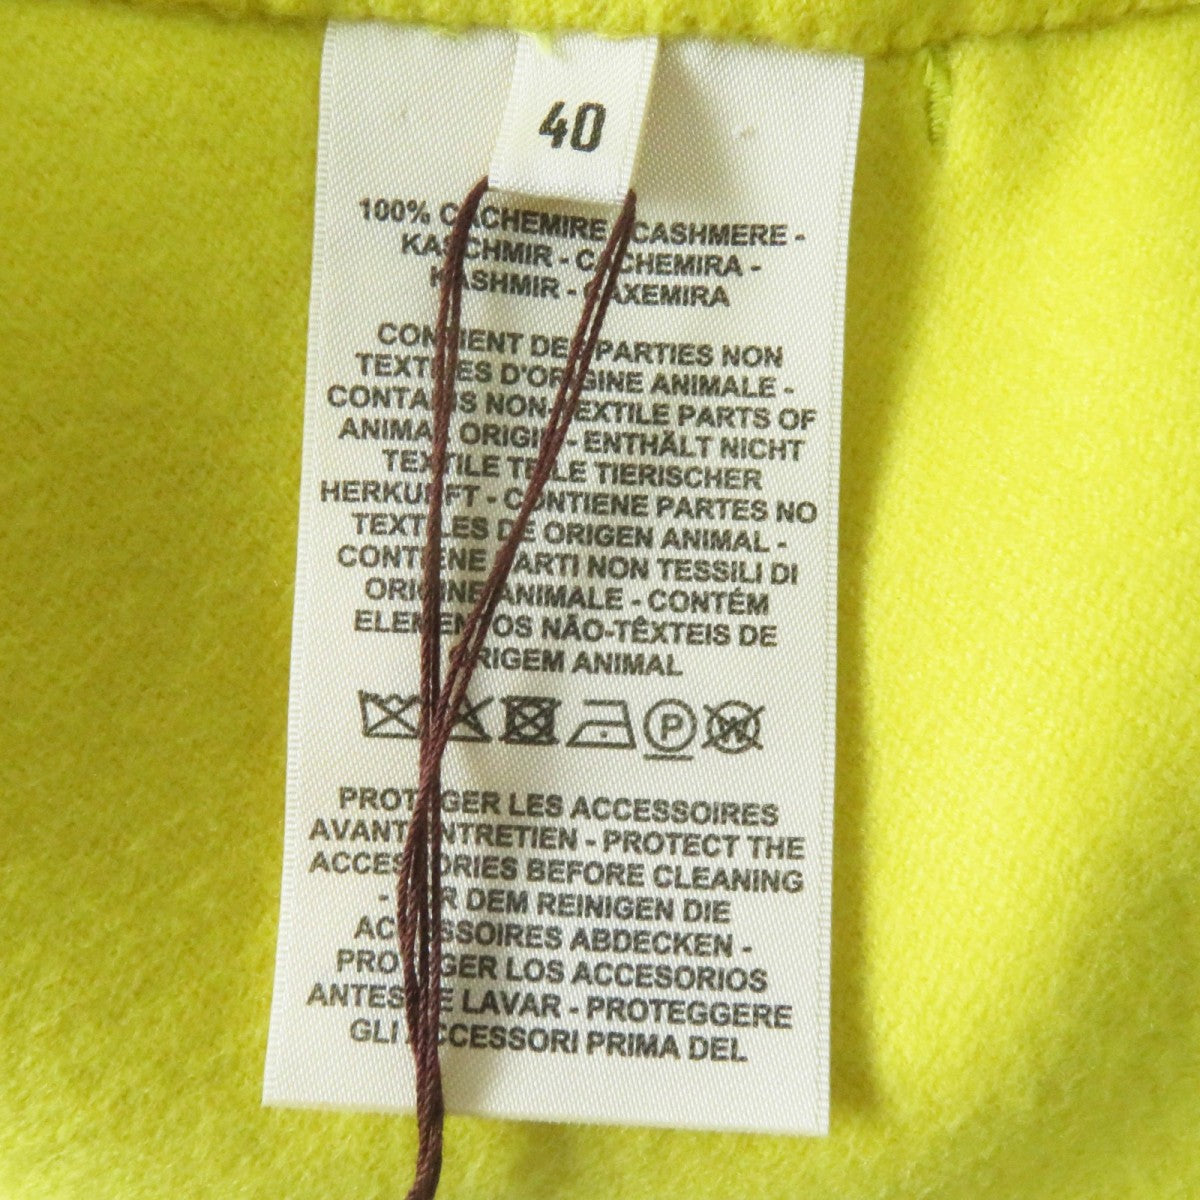 40
100% CACHEMIRE - CASHMERE -
KASCHMIR - CACHEMIRA -
KASHMIR - CAXEMIRA
CONTIENT DES PARTIES NON
TEXTILES D'ORIGINE ANIMALE -
CONTAINS NON-TEXTILE PARTS OF
ANIMAL ORIGIN - ENTHÄLT NICHT
TEXTILE TEILE TIERISCHER
HERKUNFT - CONTIENE PARTES NO
TEXTILES DE ORIGEN ANIMAL -
CONTIENE PARTI NON TESSILI DI
ORIGINE ANIMALE - CONTÉM
ELEMENTOS NÃO-TÊXTEIS DE
ORIGEM ANIMAL
P W
PROTÉGER LES ACCESSOIRES
AVANT ENTRETIEN - PROTECT THE
ACCESSORIES BEFORE CLEANING
- VOR DEM REINIGEN DIE
ACCESSOIRES ABDECKEN -
PROTEGER LOS ACCESORIOS
ANTES DE LAVAR - PROTEGGERE
GLI ACCESSORI PRIMA DEL